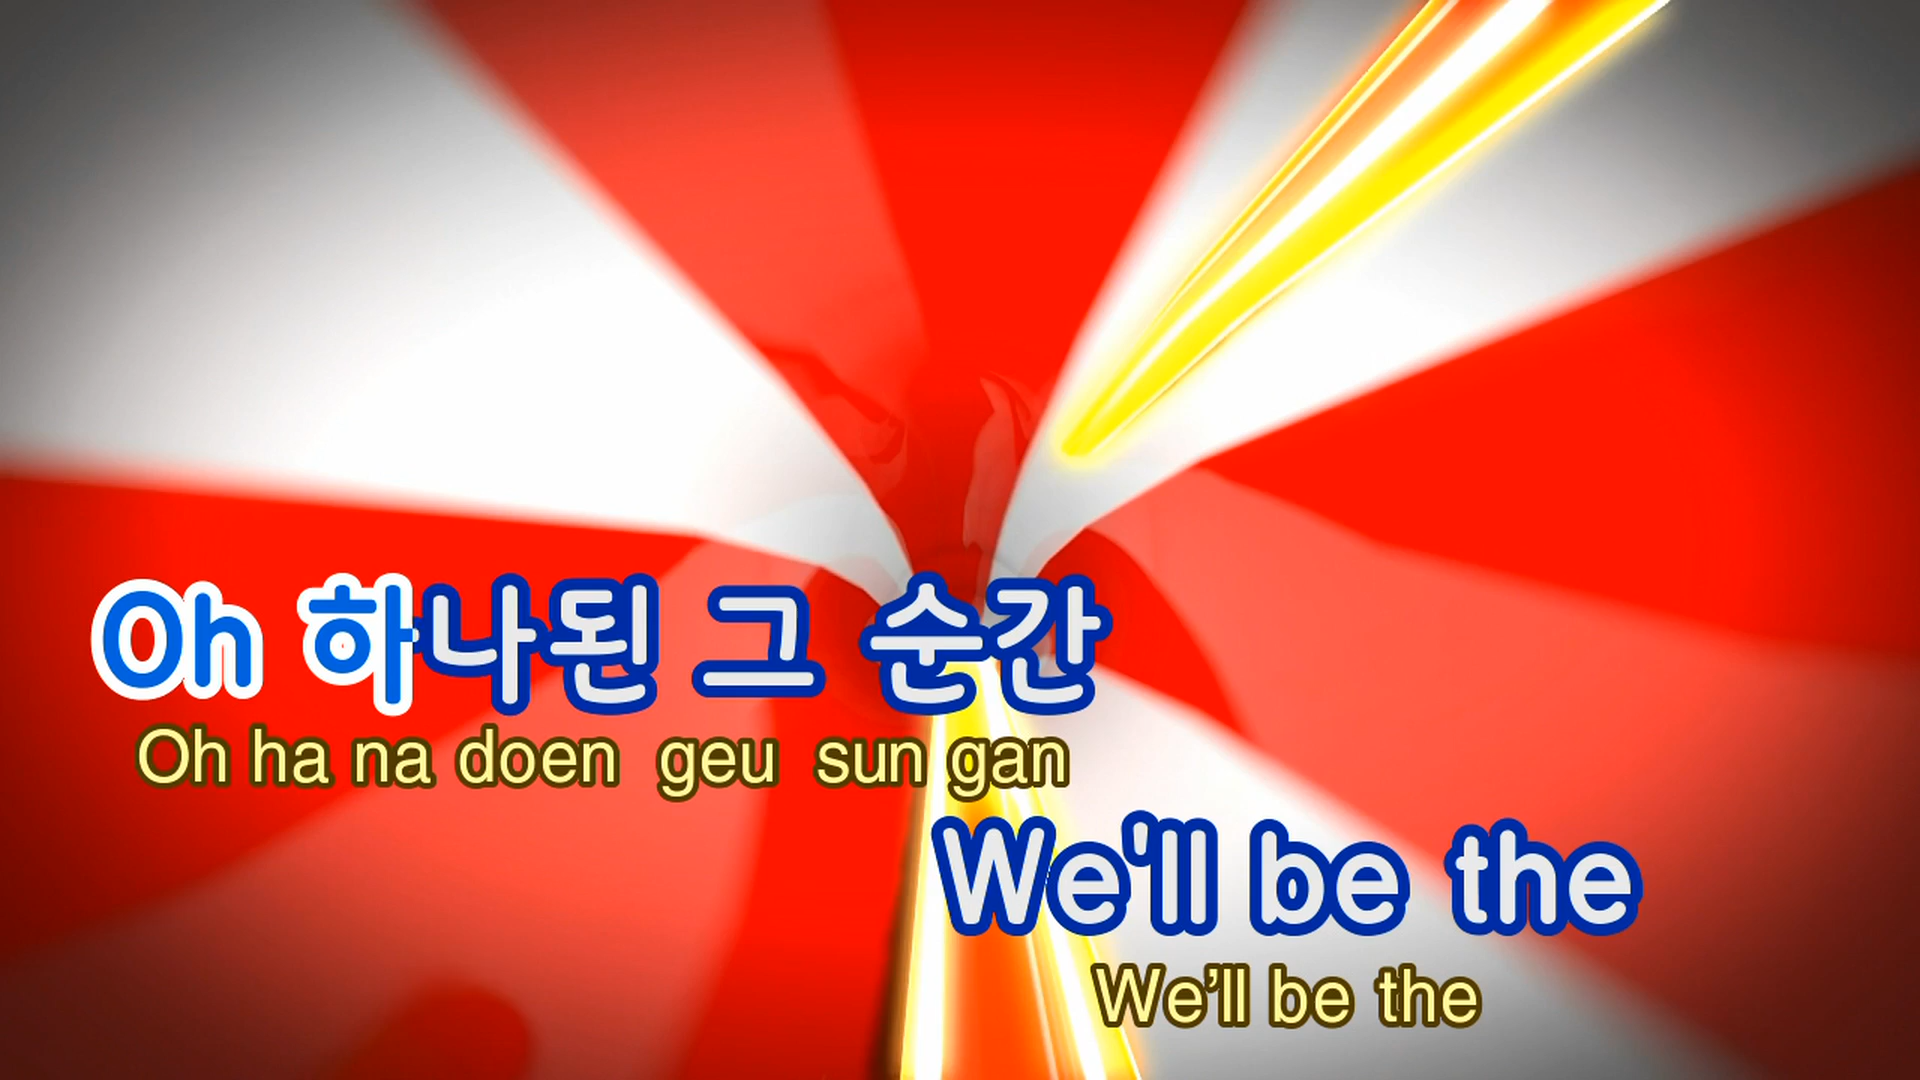 Oh 하나된 그 순간
Oh ha na doen geu sun gan
We'll be the
We’ll be the